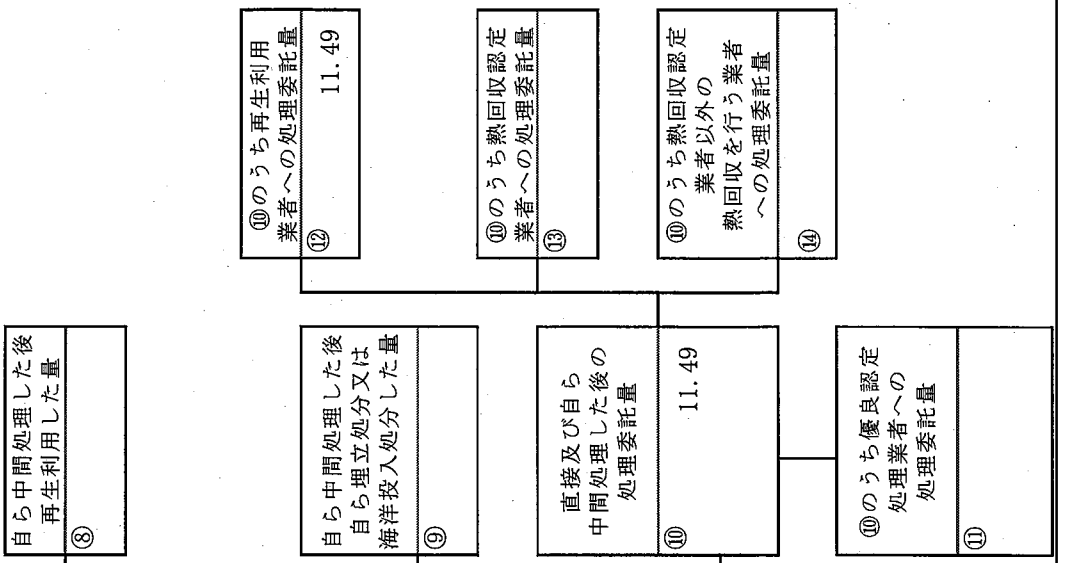 自ら中間処理した後
再生利用した量
⑧
自ら中間処理した後
自ら埋立処分又は
海洋投入処分した量
⑨
直接及び自ら
中間処理した後の
処理委託量
⑩
11.49
⑩のうち優良認定
処理業者への
処理委託量
⑪
⑩のうち再生利用
業者への処理委託量
⑫
11.49
⑩のうち熱回収認定
業者への処理委託量
⑬
⑩のうち熱回収認定
業者以外の
熱回収を行う業者
への処理委託量
⑭